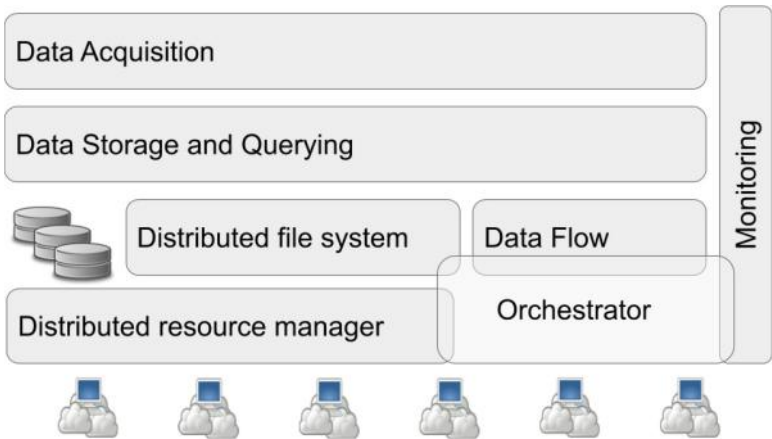 Data Acquisition
Data Storage and Querying
Distributed file system
Data Flow
Distributed resource manager
Orchestrator
Monitoring